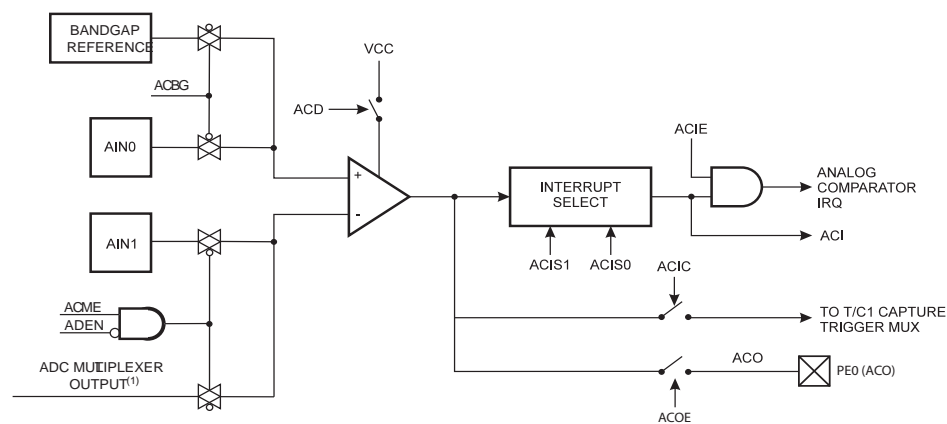 BANDGAP
REFERENCE
VCC
ACBG
ACD
AIN0
ACIE
+
-
INTERRUPT
SELECT
ANALOG
COMPARATOR
IRQ
AIN1
ACI
ACIS1 ACIS0
ACIC
ACME
ADEN
TO T/C1 CAPTURE
TRIGGER MUX
ADC MULTIPLEXER
OUTPUT(1)
ACO
PE0 (ACO)
ACOE